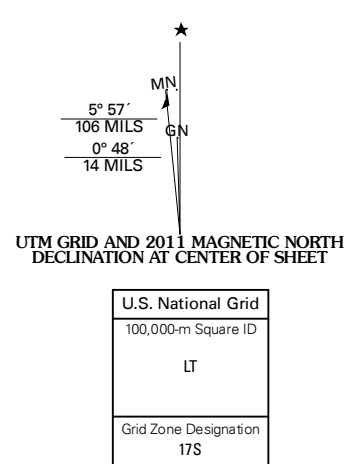 MN
5° 57´
106 MILS
GN
0° 48´
14 MILS
UTM GRID AND 2011 MAGNETIC NORTH
DECLINATION AT CENTER OF SHEET
U.S. National Grid
100,000-m Square ID
LT
Grid Zone Designation
17S